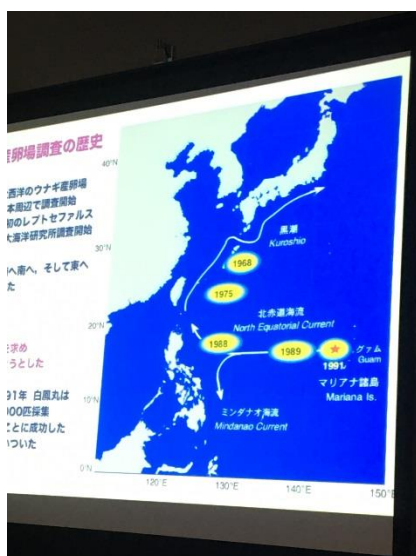 産卵場調査の歴史
西洋のウナギ産卵場
本周辺で調査開始
初のレプトセファルス
大海洋研究所調査開始
へ南へ，そして東へ
た
を求め
うとした
91年 白鳳丸は
000匹採集
ことに成功した
いついた
40°N
30°N
20°N
10°N
0°N
120°E
130°E
140°E
150°E
黒潮
Kuroshio
1968
1975
北赤道海流
North Equatorial Current
1988
1989
1991
グァム
Guam
マリアナ諸島
Mariana Is.
ミンダナオ海流
Mindanao Current